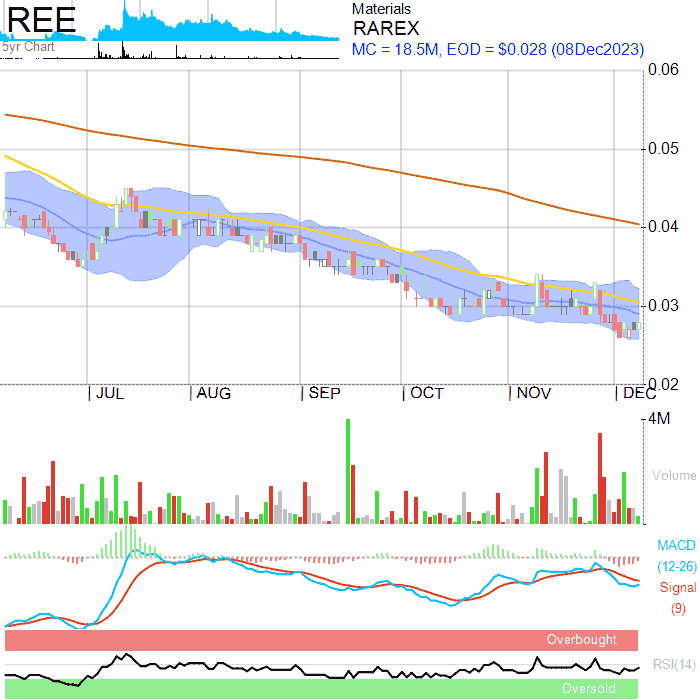 REE
5yr Chart
Materials
RAREX
MC = 18.5M, EOD = $0.028 (08Dec2023)
0.06
0.05
0.04
0.03
0.02
JUL AUG SEP OCT NOV DEC
4M
Volume
MACD
(12-26)
Signal
(9)
Overbought
RSI(14)
Oversold